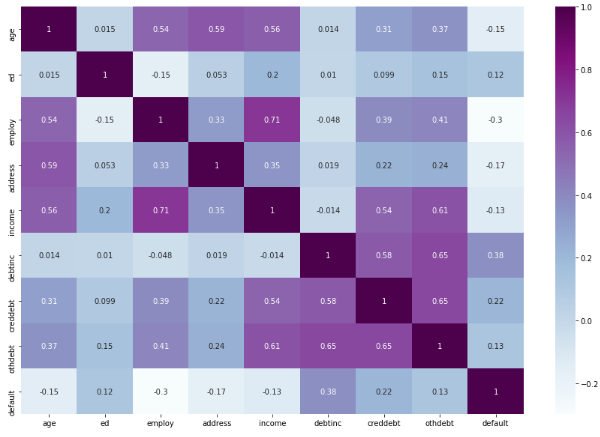 age 1 0.015 0.54 0.59 0.56 0.014 0.31 0.37 -0.15
ed 0.015 1 -0.15 0.053 0.2 0.01 0.099 0.15 0.12
employ 0.54 -0.15 1 0.33 0.71 -0.048 0.39 0.41 -0.3
address 0.59 0.053 0.33 1 0.35 0.019 0.22 0.24 -0.17
income 0.56 0.2 0.71 0.35 1 -0.014 0.54 0.61 -0.13
debtinc 0.014 0.01 -0.048 0.019 -0.014 1 0.58 0.65 0.38
creddebt 0.31 0.099 0.39 0.22 0.54 0.58 1 0.65 0.22
othdebt 0.37 0.15 0.41 0.24 0.61 0.65 0.65 1 0.13
default -0.15 0.12 -0.3 -0.17 -0.13 0.38 0.22 0.13 1
age ed employ address income debtinc creddebt othdebt default
1.0
0.8
0.6
0.4
0.2
0.0
−0.2